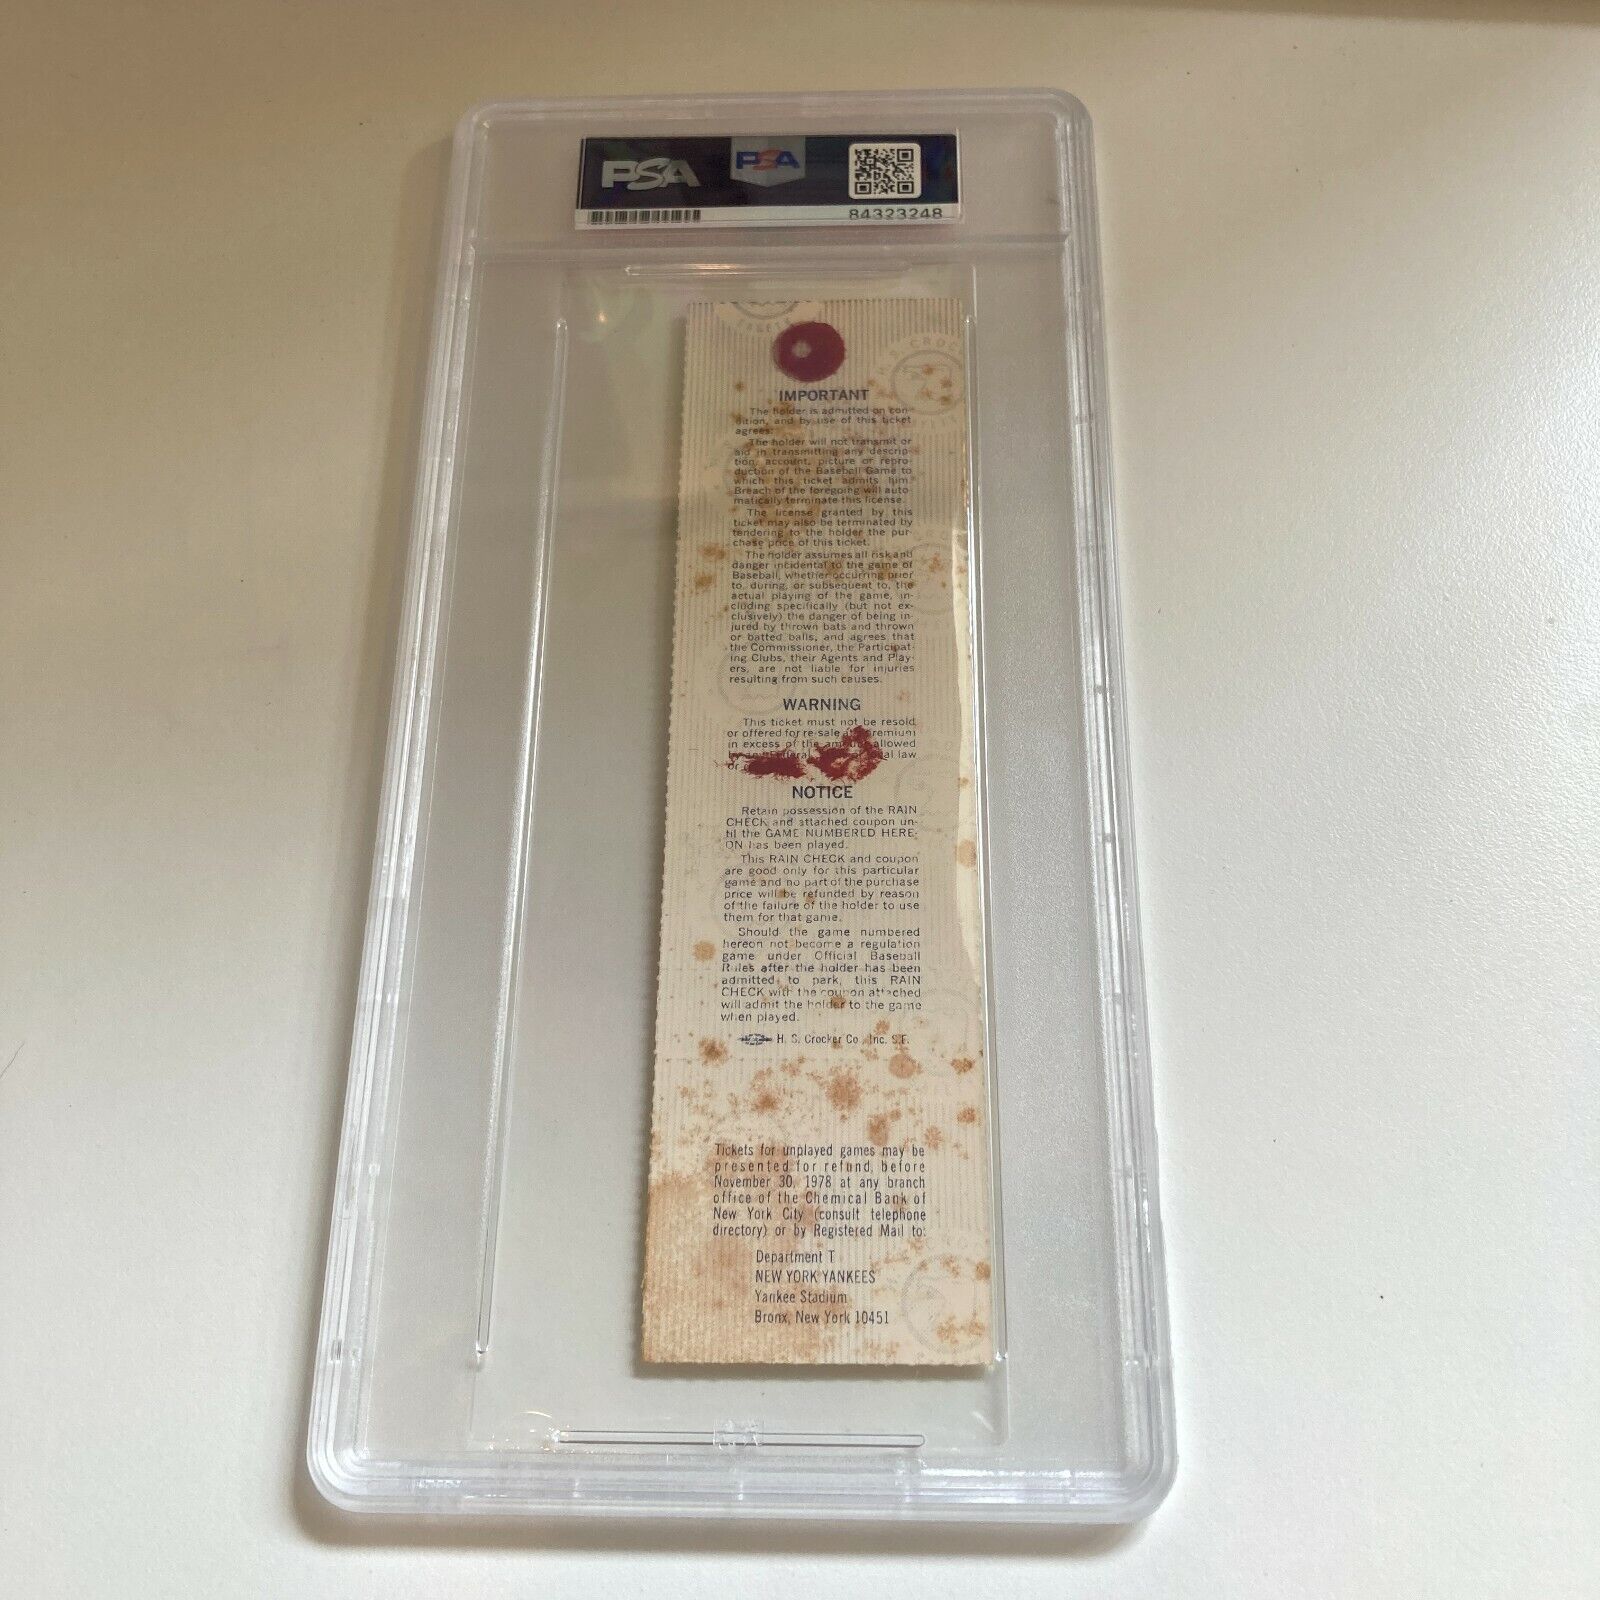 PSA
PSA
84323248
CROC
IMPORTANT
The holder is admitted on con-
dition, and by use of this ticket
agrees:
The holder will not transmit or
aid in transmitting any descrip-
tion, account, picture or repro-
duction of the Baseball Game to
which this ticket admits him.
Breach of the foregoing will auto-
matically terminate this license.
The license granted by this
ticket may also be terminated by
tendering to the holder the pur-
chase price of this ticket.
The holder assumes all risk and
danger incidental to the game of
Baseball, whether occurring prior
to, during, or subsequent to, the
actual playing of the game, in-
cluding specifically (but not ex-
clusively) the danger of being in-
jured by thrown bats and thrown
or batted balls, and agrees that
the Commissioner, the Participat-
ing Clubs, their Agents and Play-
ers, are not liable for injuries
resulting from such causes.
WARNING
This ticket must not be resold
or offered for re-sale at premium
in excess of the amount allowed
by any Federal law
or
NOTICE
Retain possession of the RAIN
CHECK and attached coupon un-
til the GAME NUMBERED HERE-
ON has been played.
This RAIN CHECK and coupon
are good only for this particular
game and no part of the purchase
price will be refunded by reason
of the failure of the holder to use
them for that game.
Should the game numbered
hereon not become a regulation
game under Official Baseball
Rules after the holder has been
admitted to park, this RAIN
CHECK with the coupon attached
will admit the holder to the game
when played.
H. S. Crocker Co., Inc. S.F.
Tickets for unplayed games may be
presented for refund, before
November 30, 1978 at any branch
office of the Chemical Bank of
New York City (consult telephone
directory) or by Registered Mail to:
Department T
NEW YORK YANKEES
Yankee Stadium
Bronx, New York 10451